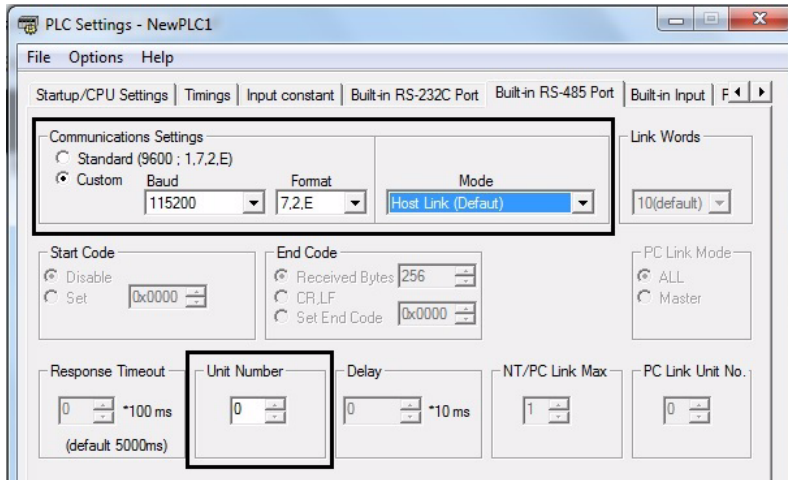 PLC Settings - NewPLC1
File Options Help
Startup/CPU Settings Timings Input constant Built-in RS-232C Port Built-in RS-485 Port Built-in Input
Communications Settings
Standard (9600 ; 1,7,2,E)
Custom Baud Format Mode
115200 7,2,E Host Link (Defaut)
Link Words
10(default)
Start Code
Disable
Set 0x0000
End Code
Received Bytes 256
CR,LF
Set End Code 0x0000
PC Link Mode
ALL
Master
Response Timeout
0 *100 ms
(default 5000ms)
Unit Number
0
Delay
0 *10 ms
NT/PC Link Max
1
PC Link Unit No.
0